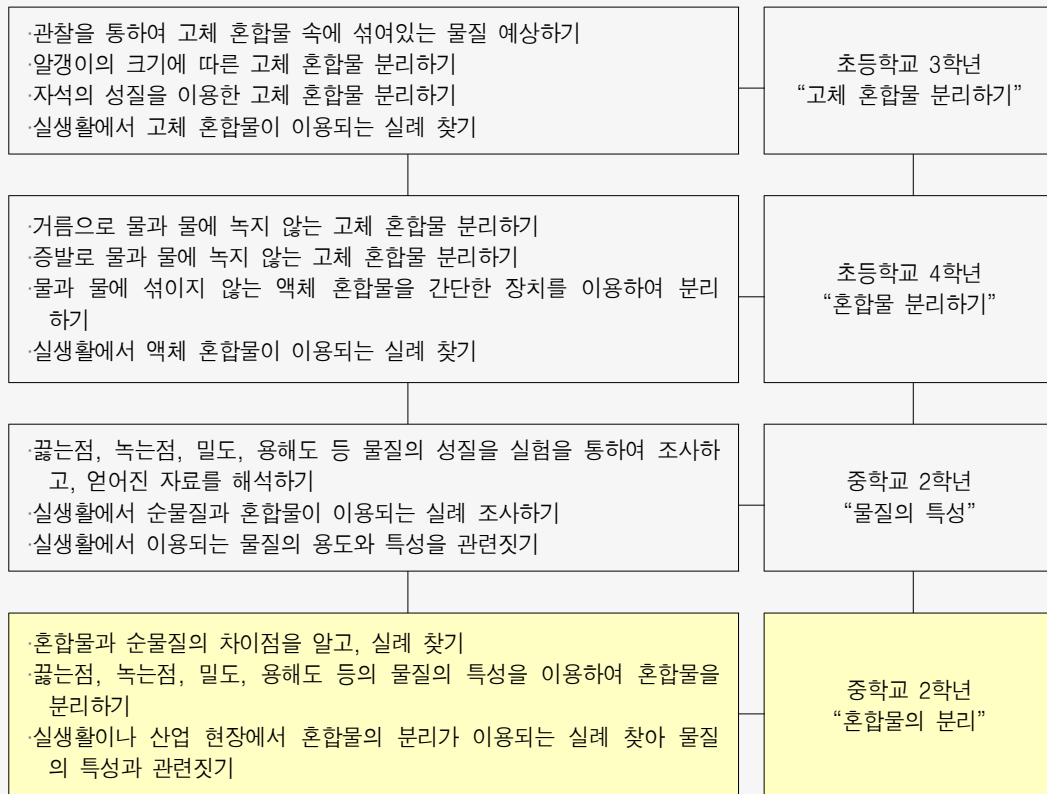 ·관찰을 통하여 고체 혼합물 속에 섞여있는 물질 예상하기
·알갱이의 크기에 따른 고체 혼합물 분리하기
·자석의 성질을 이용한 고체 혼합물 분리하기
·실생활에서 고체 혼합물이 이용되는 실례 찾기
초등학교 3학년
“고체 혼합물 분리하기”
·거름으로 물과 물에 녹지 않는 고체 혼합물 분리하기
·증발로 물과 물에 녹지 않는 고체 혼합물 분리하기
·물과 물에 섞이지 않는 액체 혼합물을 간단한 장치를 이용하여 분리
하기
·실생활에서 액체 혼합물이 이용되는 실례 찾기
초등학교 4학년
“혼합물 분리하기”
·끓는점, 녹는점, 밀도, 용해도 등 물질의 성질을 실험을 통하여 조사하
고, 얻어진 자료를 해석하기
·실생활에서 순물질과 혼합물이 이용되는 실례 조사하기
·실생활에서 이용되는 물질의 용도와 특성을 관련짓기
중학교 2학년
“물질의 특성”
·혼합물과 순물질의 차이점을 알고, 실례 찾기
·끓는점, 녹는점, 밀도, 용해도 등의 물질의 특성을 이용하여 혼합물을
분리하기
·실생활이나 산업 현장에서 혼합물의 분리가 이용되는 실례 찾아 물질
의 특성과 관련짓기
중학교 2학년
“혼합물의 분리”